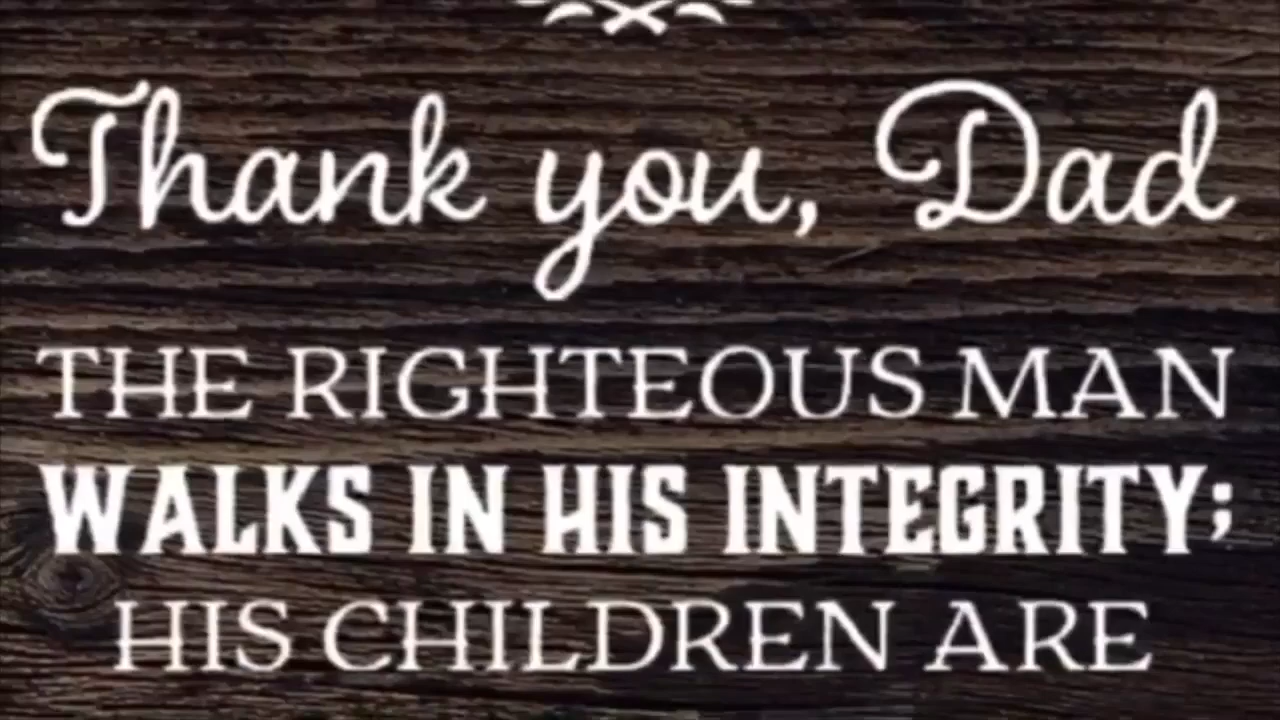 Thank you, Dad
THE RIGHTEOUS MAN
WALKS IN HIS INTEGRITY;
HIS CHILDREN ARE